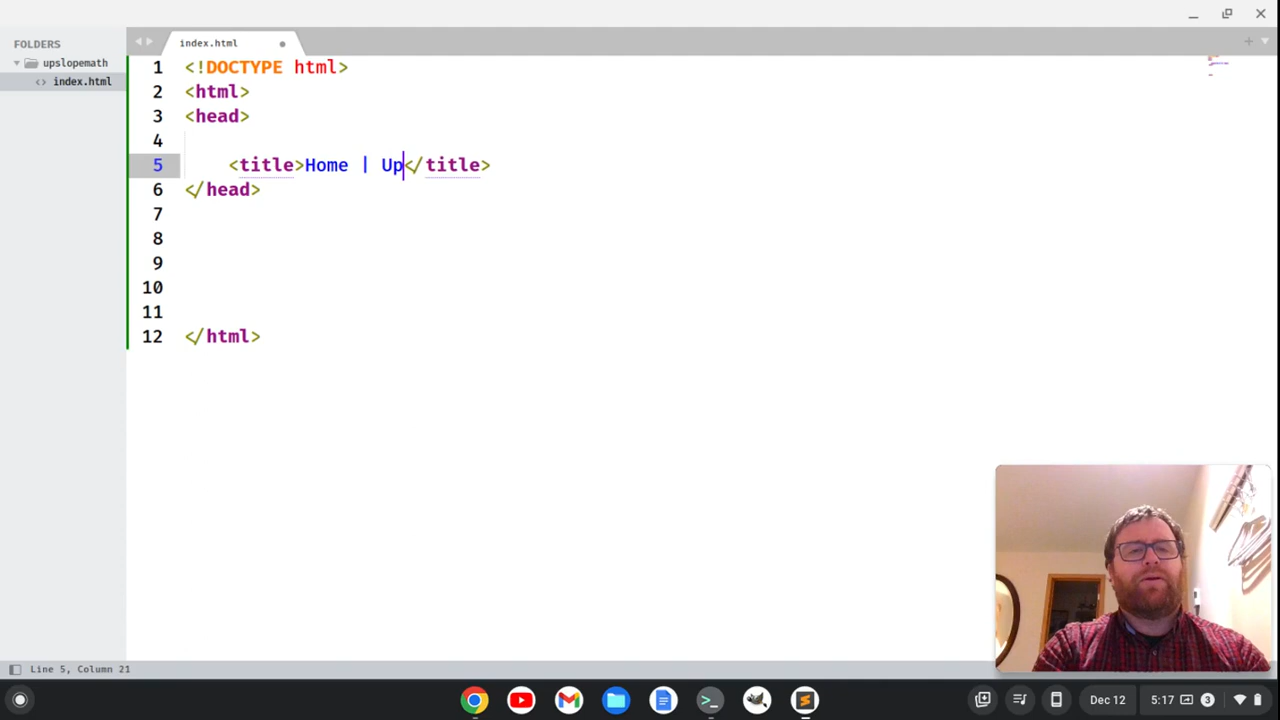 FOLDERS
upslopemath
<> index.html
index.html
1 <!DOCTYPE html>
2 <html>
3 <head>
4
5 <title>Home | Up</title>
6 </head>
7
8
9
10
11
12 </html>
Line 5, Column 21
Dec 12
5:17
3